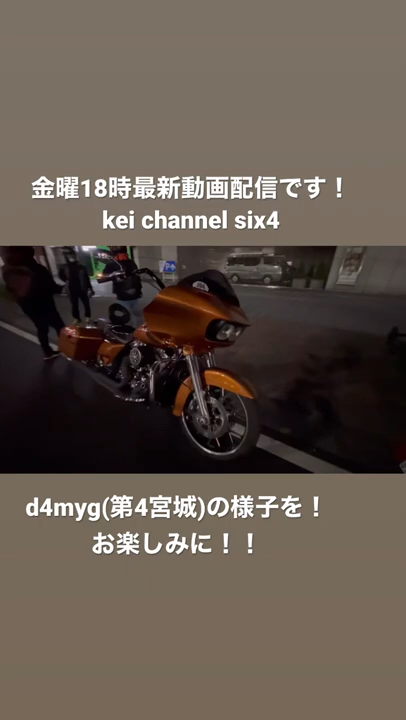 金曜18時最新動画配信です！
kei channel six4
d4myg(第4宮城)の様子を！
お楽しみに！！